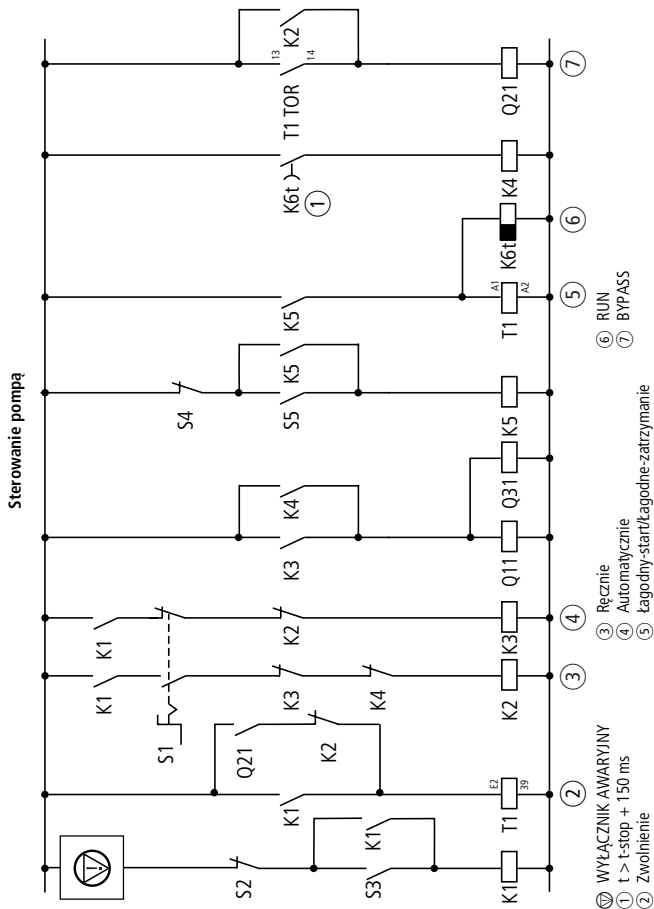 Sterowanie pompą
S2
S3
K1
K1
K1
Q21
K2
T1
E2
39
2
S1
K1
K3
K4
K2
3
K1
K2
K3
4
K3
K4
Q11
Q31
S4
S5
K5
K5
K5
T1
A1
A2
5
K6t
6
K6t
1
K4
T1 TOR
13
14
K2
Q21
7
WYŁĄCZNIK AWARYJNY
1 t > t-stop + 150 ms
2 Zwolnienie
3 Ręcznie
4 Automatycznie
5 Łagodny-start/Łagodne-zatrzymanie
6 RUN
7 BYPASS